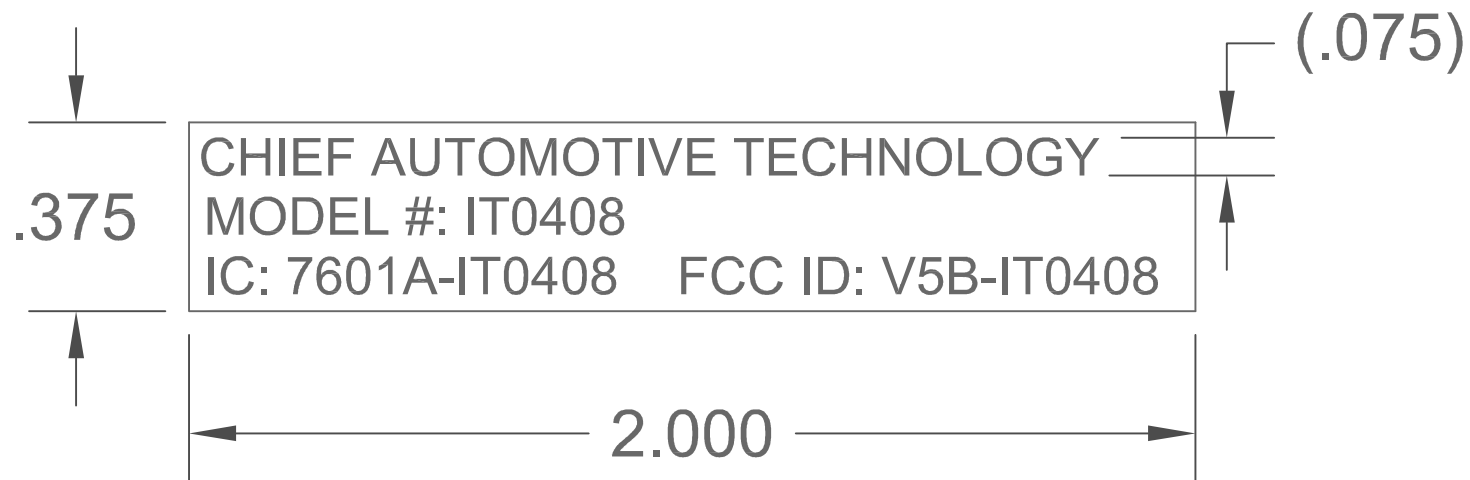 (.075)
CHIEF AUTOMOTIVE TECHNOLOGY
.375
MODEL #: IT0408
IC: 7601A-IT0408 FCC ID: V5B-IT0408
2.000